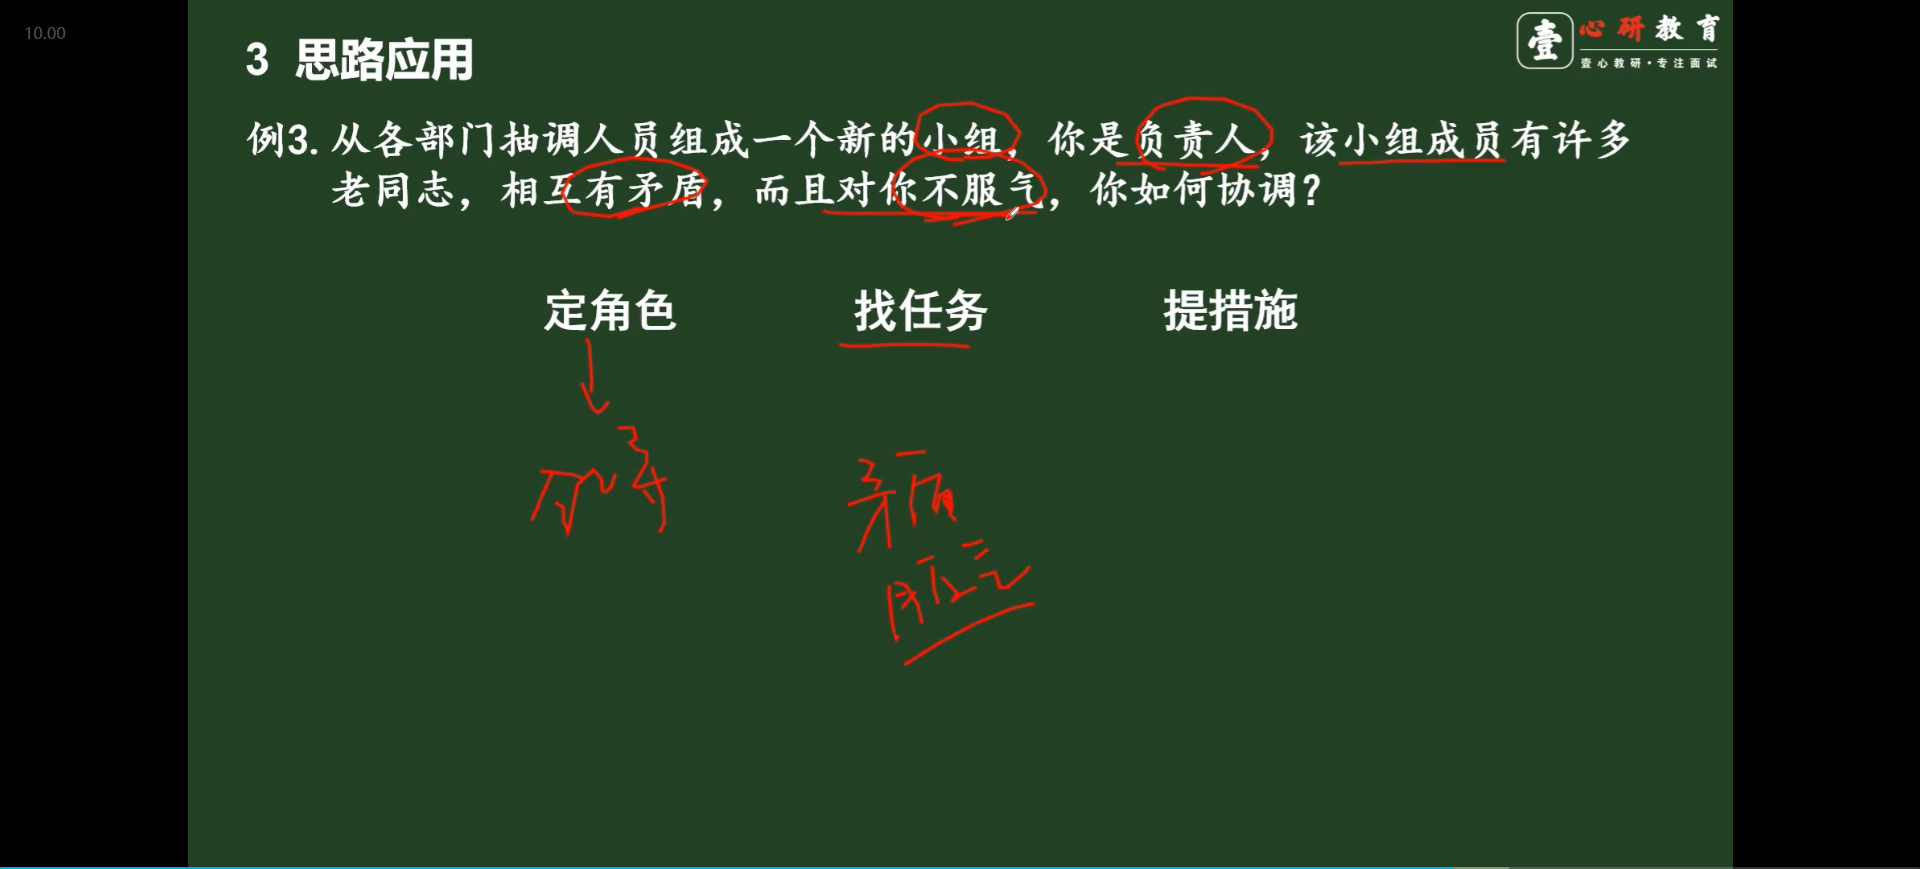 10.00
3 思路应用
壹
心研教育
壹心教研•专注面试
例3. 从各部门抽调人员组成一个新的小组，你是负责人，该小组成员有许多
老同志，相互有矛盾，而且对你不服气，你如何协调？
定角色 找任务 提措施
矛盾
服气